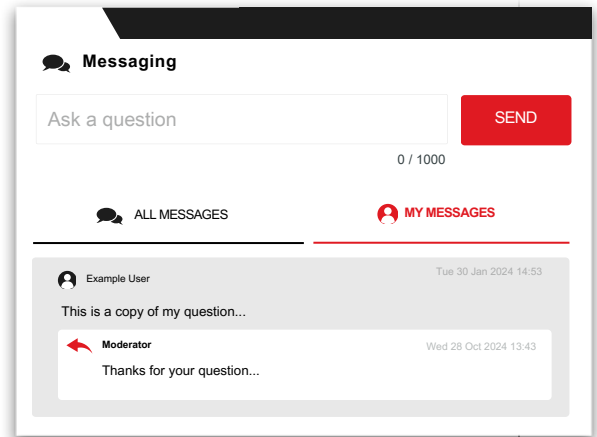 Messaging
Ask a question
SEND
0 / 1000
ALL MESSAGES
MY MESSAGES
Example User
Tue 30 Jan 2024 14:53
This is a copy of my question...
Moderator
Wed 28 Oct 2024 13:43
Thanks for your question...